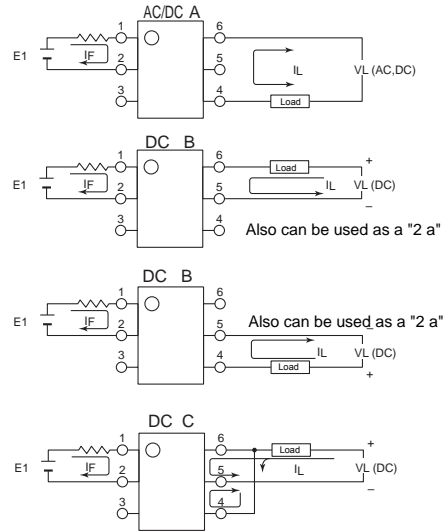 AC/DC A
1
6
E1
IF
2
5
IL
VL (AC,DC)
3
4
Load
DC B
1
6
Load
+
E1
IF
2
5
IL
VL (DC)
–
3
4
Also can be used as a "2 a"
DC B
1
6
E1
IF
2
5
Also can be used as a "2 a"
–
IL
VL (DC)
3
4
Load
+
DC C
1
6
Load
+
E1
IF
2
5
IL
VL (DC)
–
3
4